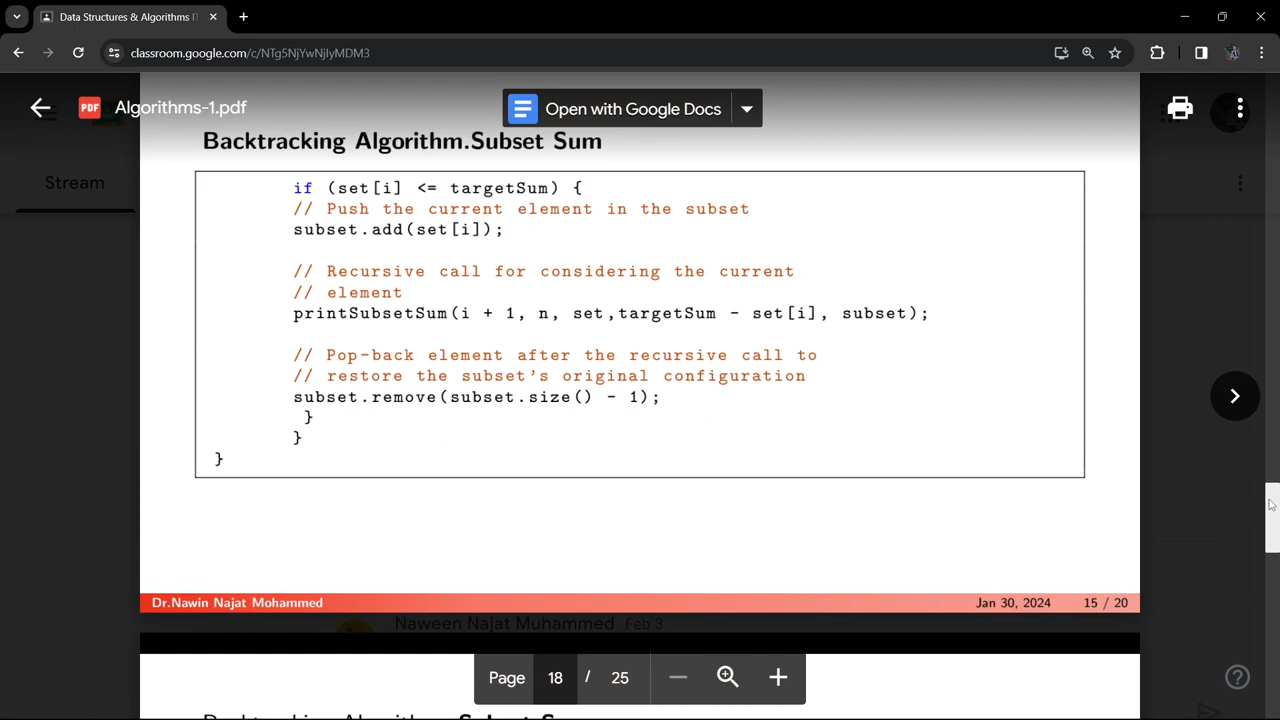 Data Structures & Algorithms I
classroom.google.com/c/NTg5NjYwNjIyMDM3
PDF Algorithms-1.pdf
Open with Google Docs
Stream
Backtracking Algorithm.Subset Sum
if (set[i] <= targetSum) {
// Push the current element in the subset
subset.add(set[i]);
// Recursive call for considering the current
// element
printSubsetSum(i + 1, n, set,targetSum - set[i], subset);
// Pop-back element after the recursive call to
// restore the subset's original configuration
subset.remove(subset.size() - 1);
}
}
}
Dr.Nawin Najat Mohammed
Jan 30, 2024 15 / 20
Naween Najat Muhammed Feb 3
Page 18 / 25